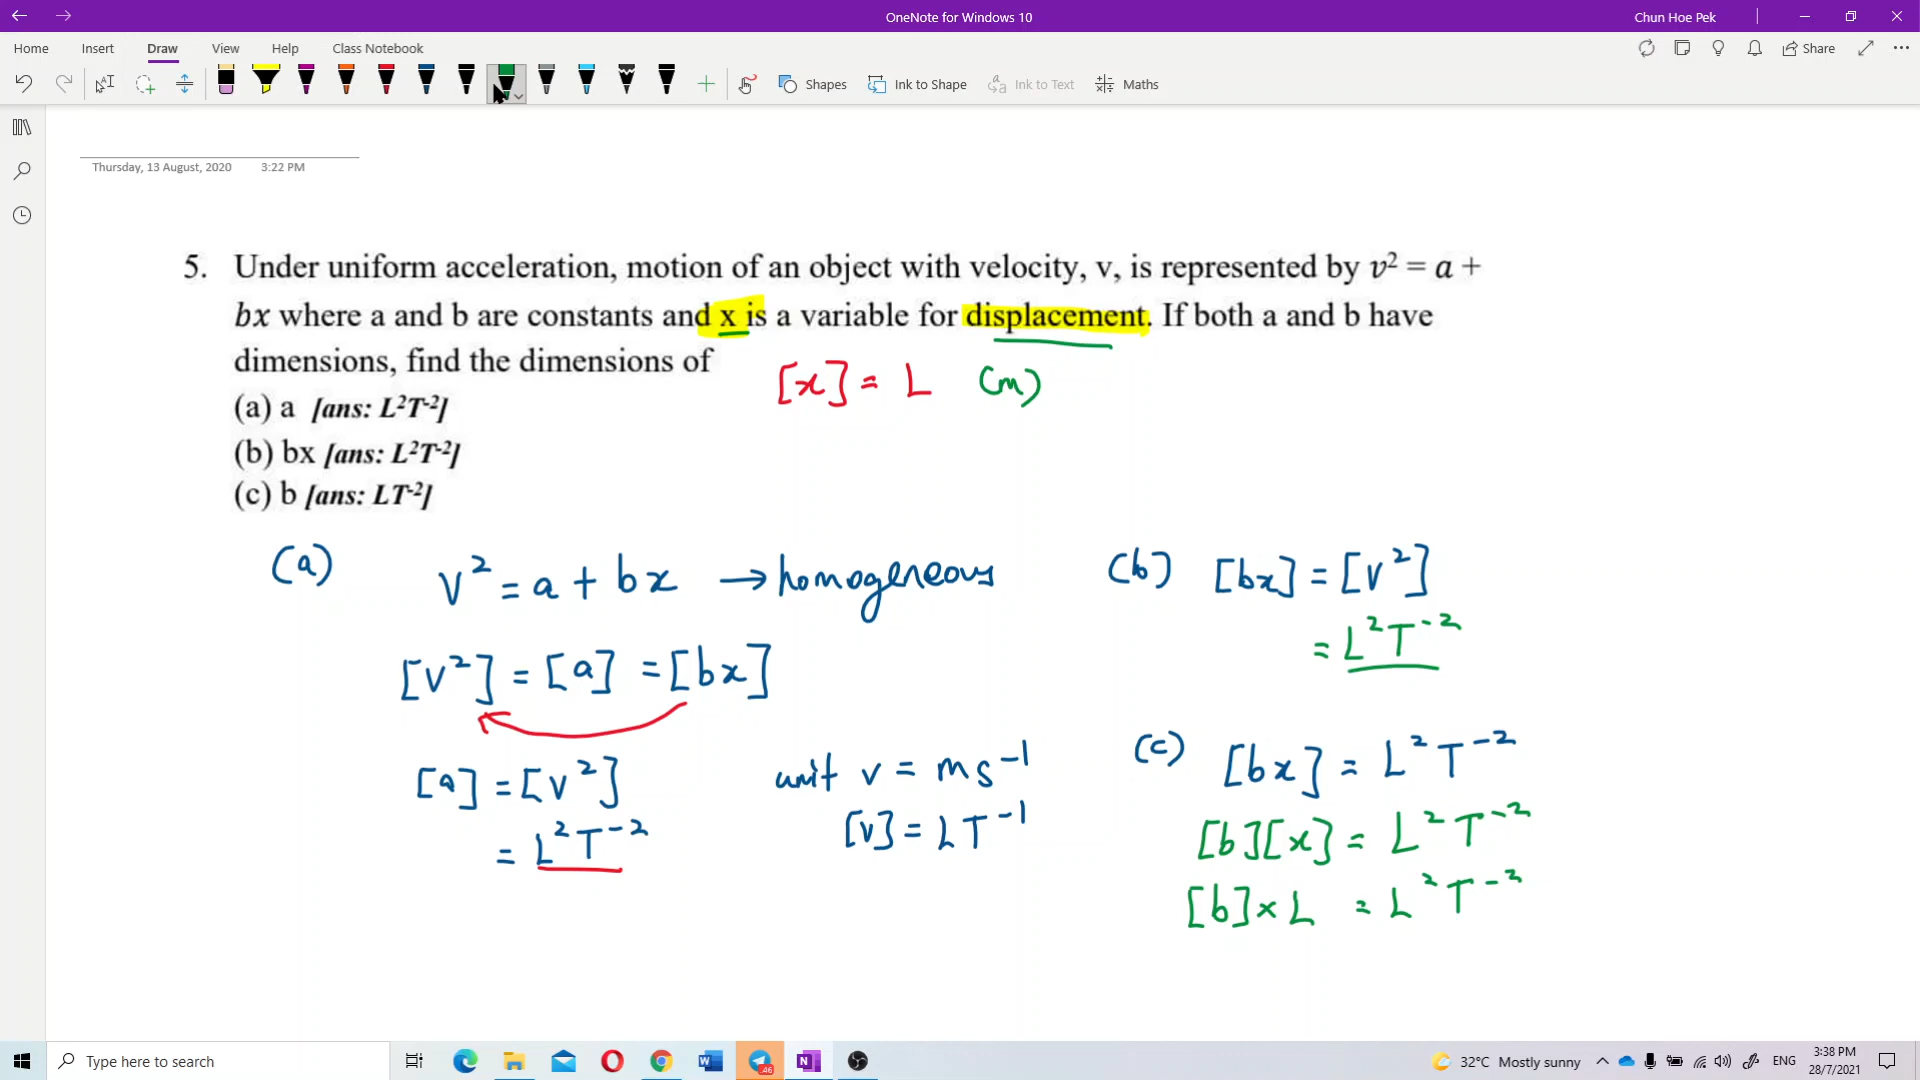 OneNote for Windows 10
Chun Hoe Pek
Home Insert Draw View Help Class Notebook
Share
Shapes Ink to Shape Ink to Text Maths
Thursday, 13 August, 2020 3:22 PM
5. Under uniform acceleration, motion of an object with velocity, v, is represented by v² = a +
bx where a and b are constants and x is a variable for displacement. If both a and b have
dimensions, find the dimensions of
[x] = L (m)
(a) a [ans: L²T⁻²]
(b) bx [ans: L²T⁻²]
(c) b [ans: LT⁻²]
(a) v² = a + bx → homogeneous
[v²] = [a] = [bx]
[a] = [v²]
= L²T⁻²
unit v = ms⁻¹
[v] = LT⁻¹
(b) [bx] = [v²]
= L²T⁻²
(c) [bx] = L²T⁻²
[b][x] = L²T⁻²
[b] × L = L²T⁻²
Type here to search
46
32°C Mostly sunny
ENG
3:38 PM
28/7/2021